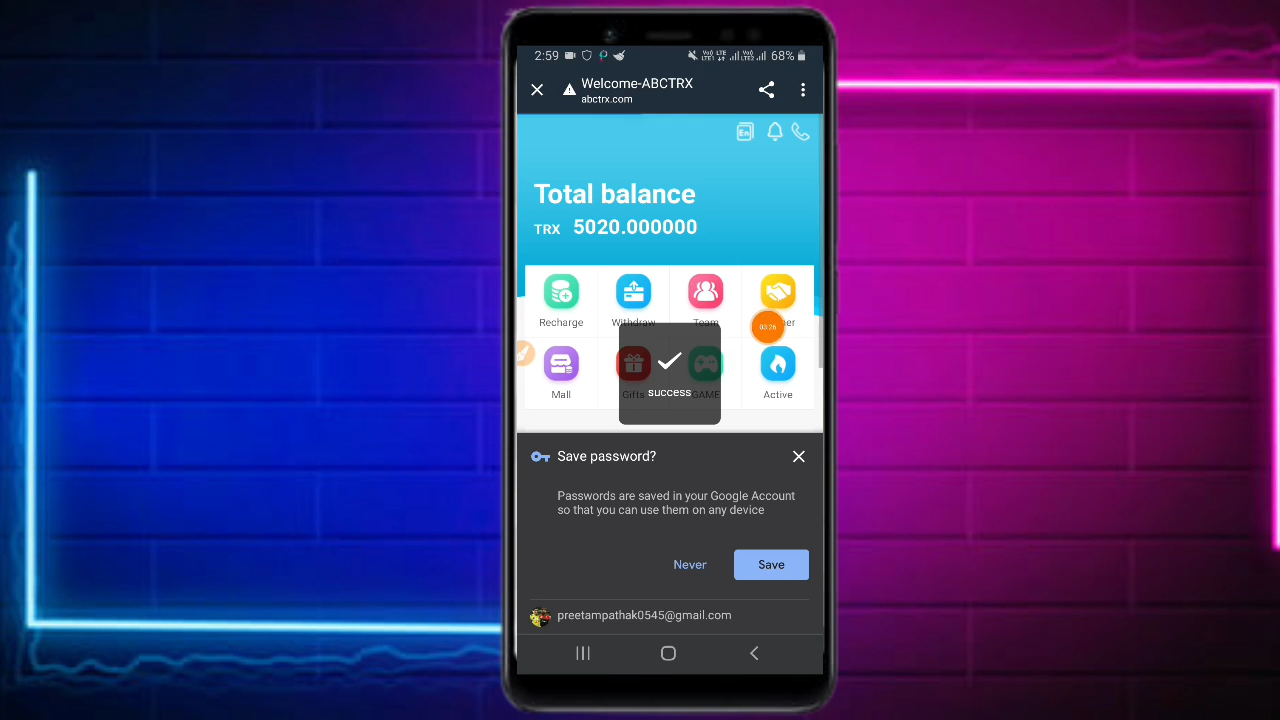 2:59
68%
Welcome-ABCTRX
abctrx.com
En
Total balance
TRX 5020.000000
Recharge
Withdraw
Team
03:26
Mall
Gifts
GAME
Active
success
Save password?
Passwords are saved in your Google Account
so that you can use them on any device
Never
Save
preetampathak0545@gmail.com